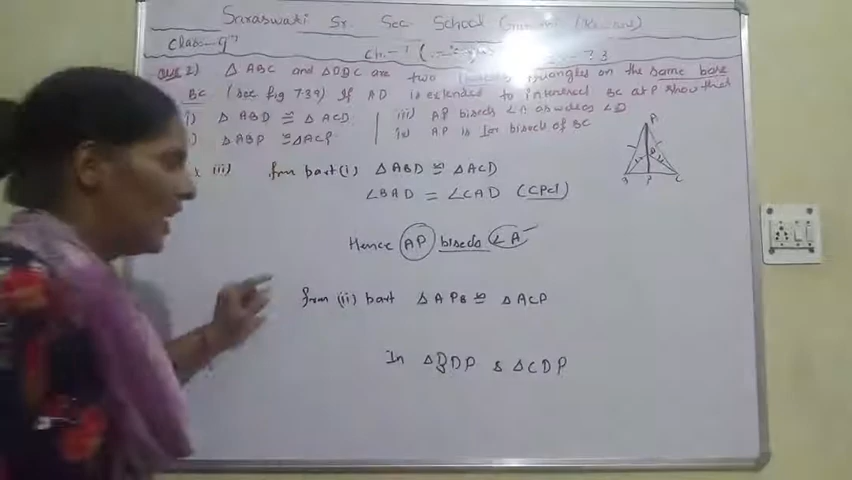 Saraswati Sr. Sec School
Class - 9th
Ch. - 7
Que 2) △ ABC and △DBC are two triangles on the same base
BC (see fig 7.39) If AD is extended to intersect BC at P show that
i) △ ABD ≅ △ ACD iii) AP bisects ∠A as well as ∠D
) △ ABP ≅ △ACP iv AP is bisect of BC
A
D
B P C
iii) from part (i) △ABD ≅ △ACD
∠BAD = ∠CAD (CPCT)
Hence AP bisects ∠A
from (ii) part △ APB ≅ △ ACP
In △BDP & △CDP